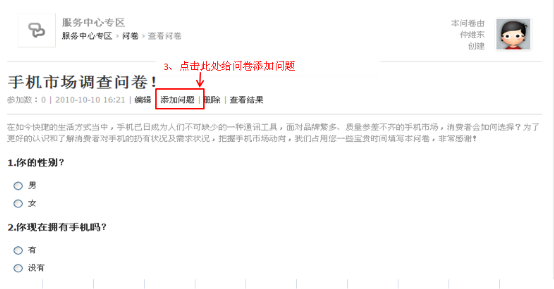 服务中心专区
服务中心专区 › 问卷 › 查看问卷
本问卷由
仲维东
创建
3、点击此处给问卷添加问题
手机市场调查问卷！
参加数：0 | 2010-10-10 16:21 | 编辑 | 添加问题 | 删除 | 查看结果
在如今快捷的生活方式当中，手机已日成为人们不可缺少的一种通讯工具，面对品牌繁多、质量参差不齐的手机市场，消费者会如何选择？为了
更好的认识和了解消费者对手机的扔有状况及需求状况，把握手机市场动向，我们占用您一些宝贵时间填写本问卷，非常感谢！
1.你的性别？
男
女
2.你现在拥有手机吗？
有
没有